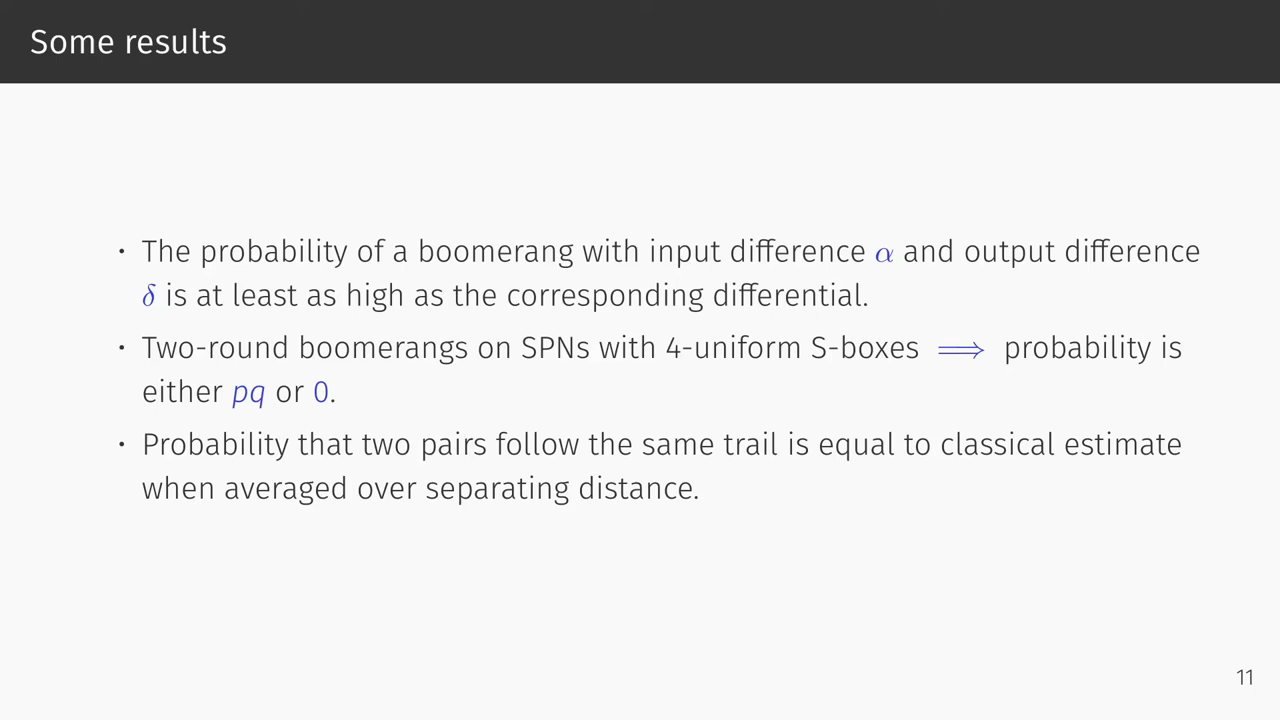 Some results
• The probability of a boomerang with input difference α and output difference
δ is at least as high as the corresponding differential.
• Two-round boomerangs on SPNs with 4-uniform S-boxes ⟹ probability is
either pq or 0.
• Probability that two pairs follow the same trail is equal to classical estimate
when averaged over separating distance.
11